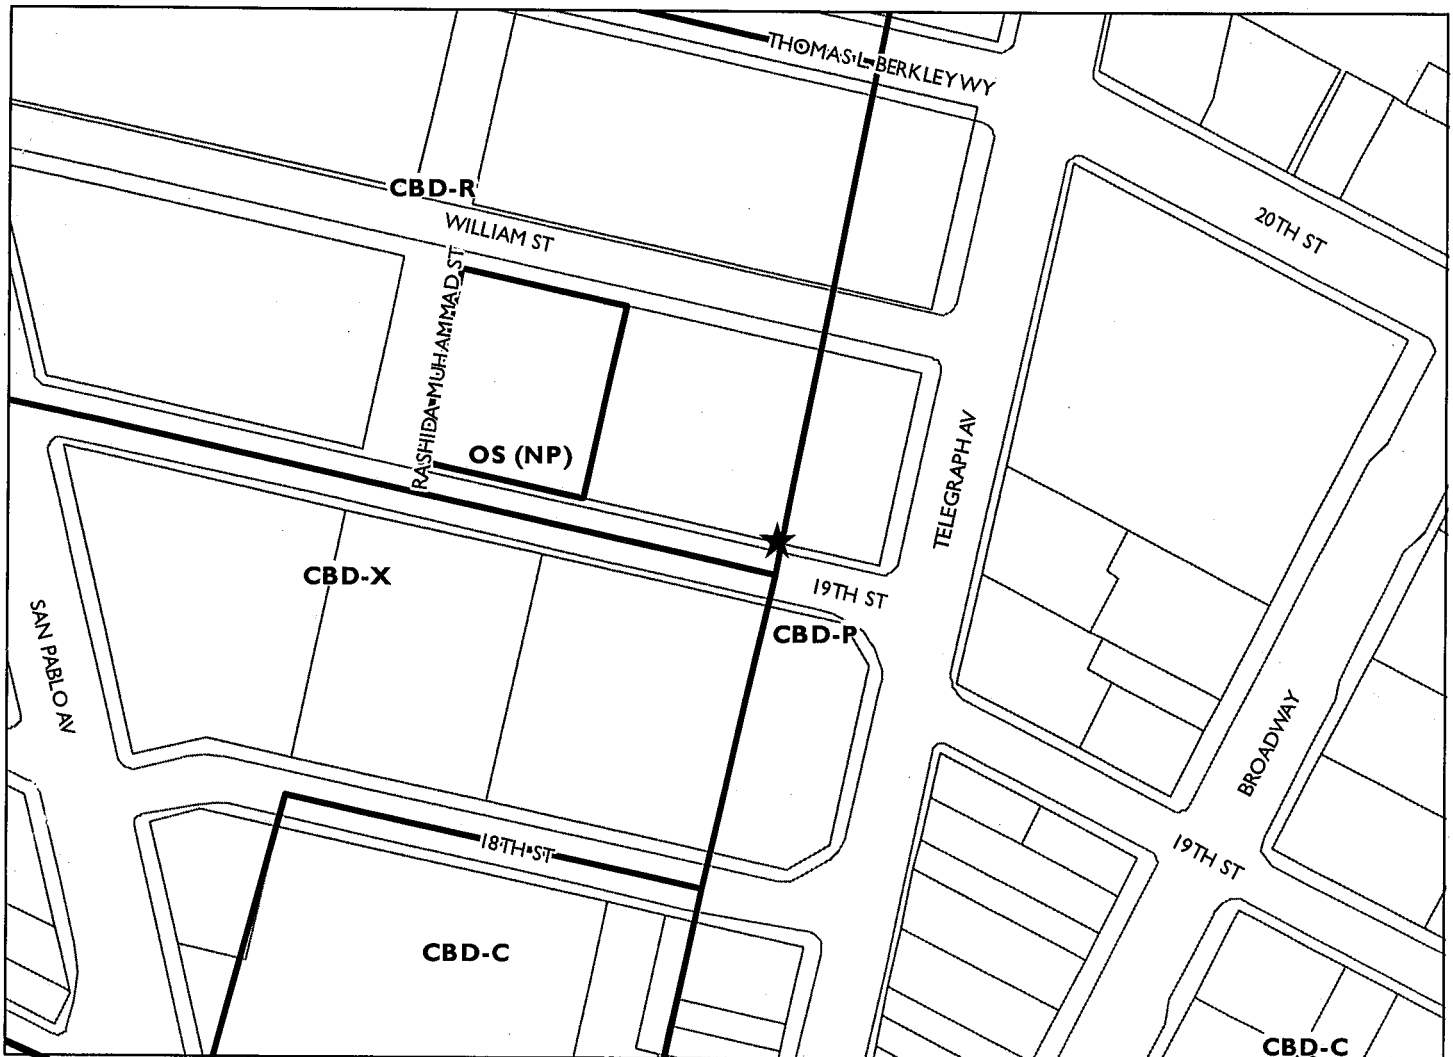 THOMAS L BERKLEY WY
CBD-R
WILLIAM ST
20TH ST
RASHIDA MUHAMMAD ST
OS (NP)
TELEGRAPH AV
CBD-X
19TH ST
CBD-P
SAN PABLO AV
BROADWAY
18TH ST
19TH ST
CBD-C
CBD-C